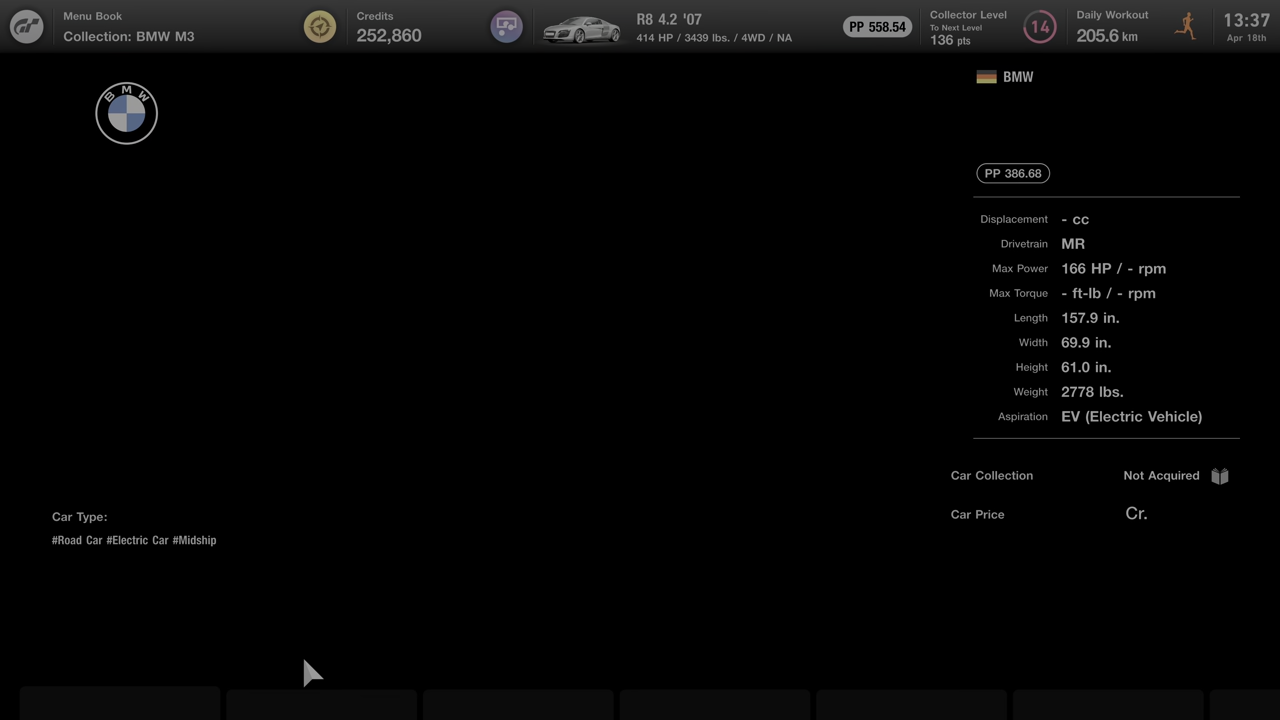 Menu Book
Collection: BMW M3
Credits
252,860
R8 4.2 '07
414 HP / 3439 lbs. / 4WD / NA
PP 558.54
Collector Level
To Next Level
136 pts
14
Daily Workout
205.6 km
13:37
Apr 18th
BMW
BMW
PP 386.68
Displacement - cc
Drivetrain MR
Max Power 166 HP / - rpm
Max Torque - ft-lb / - rpm
Length 157.9 in.
Width 69.9 in.
Height 61.0 in.
Weight 2778 lbs.
Aspiration EV (Electric Vehicle)
Car Collection Not Acquired
Car Price Cr.
Car Type:
#Road Car #Electric Car #Midship